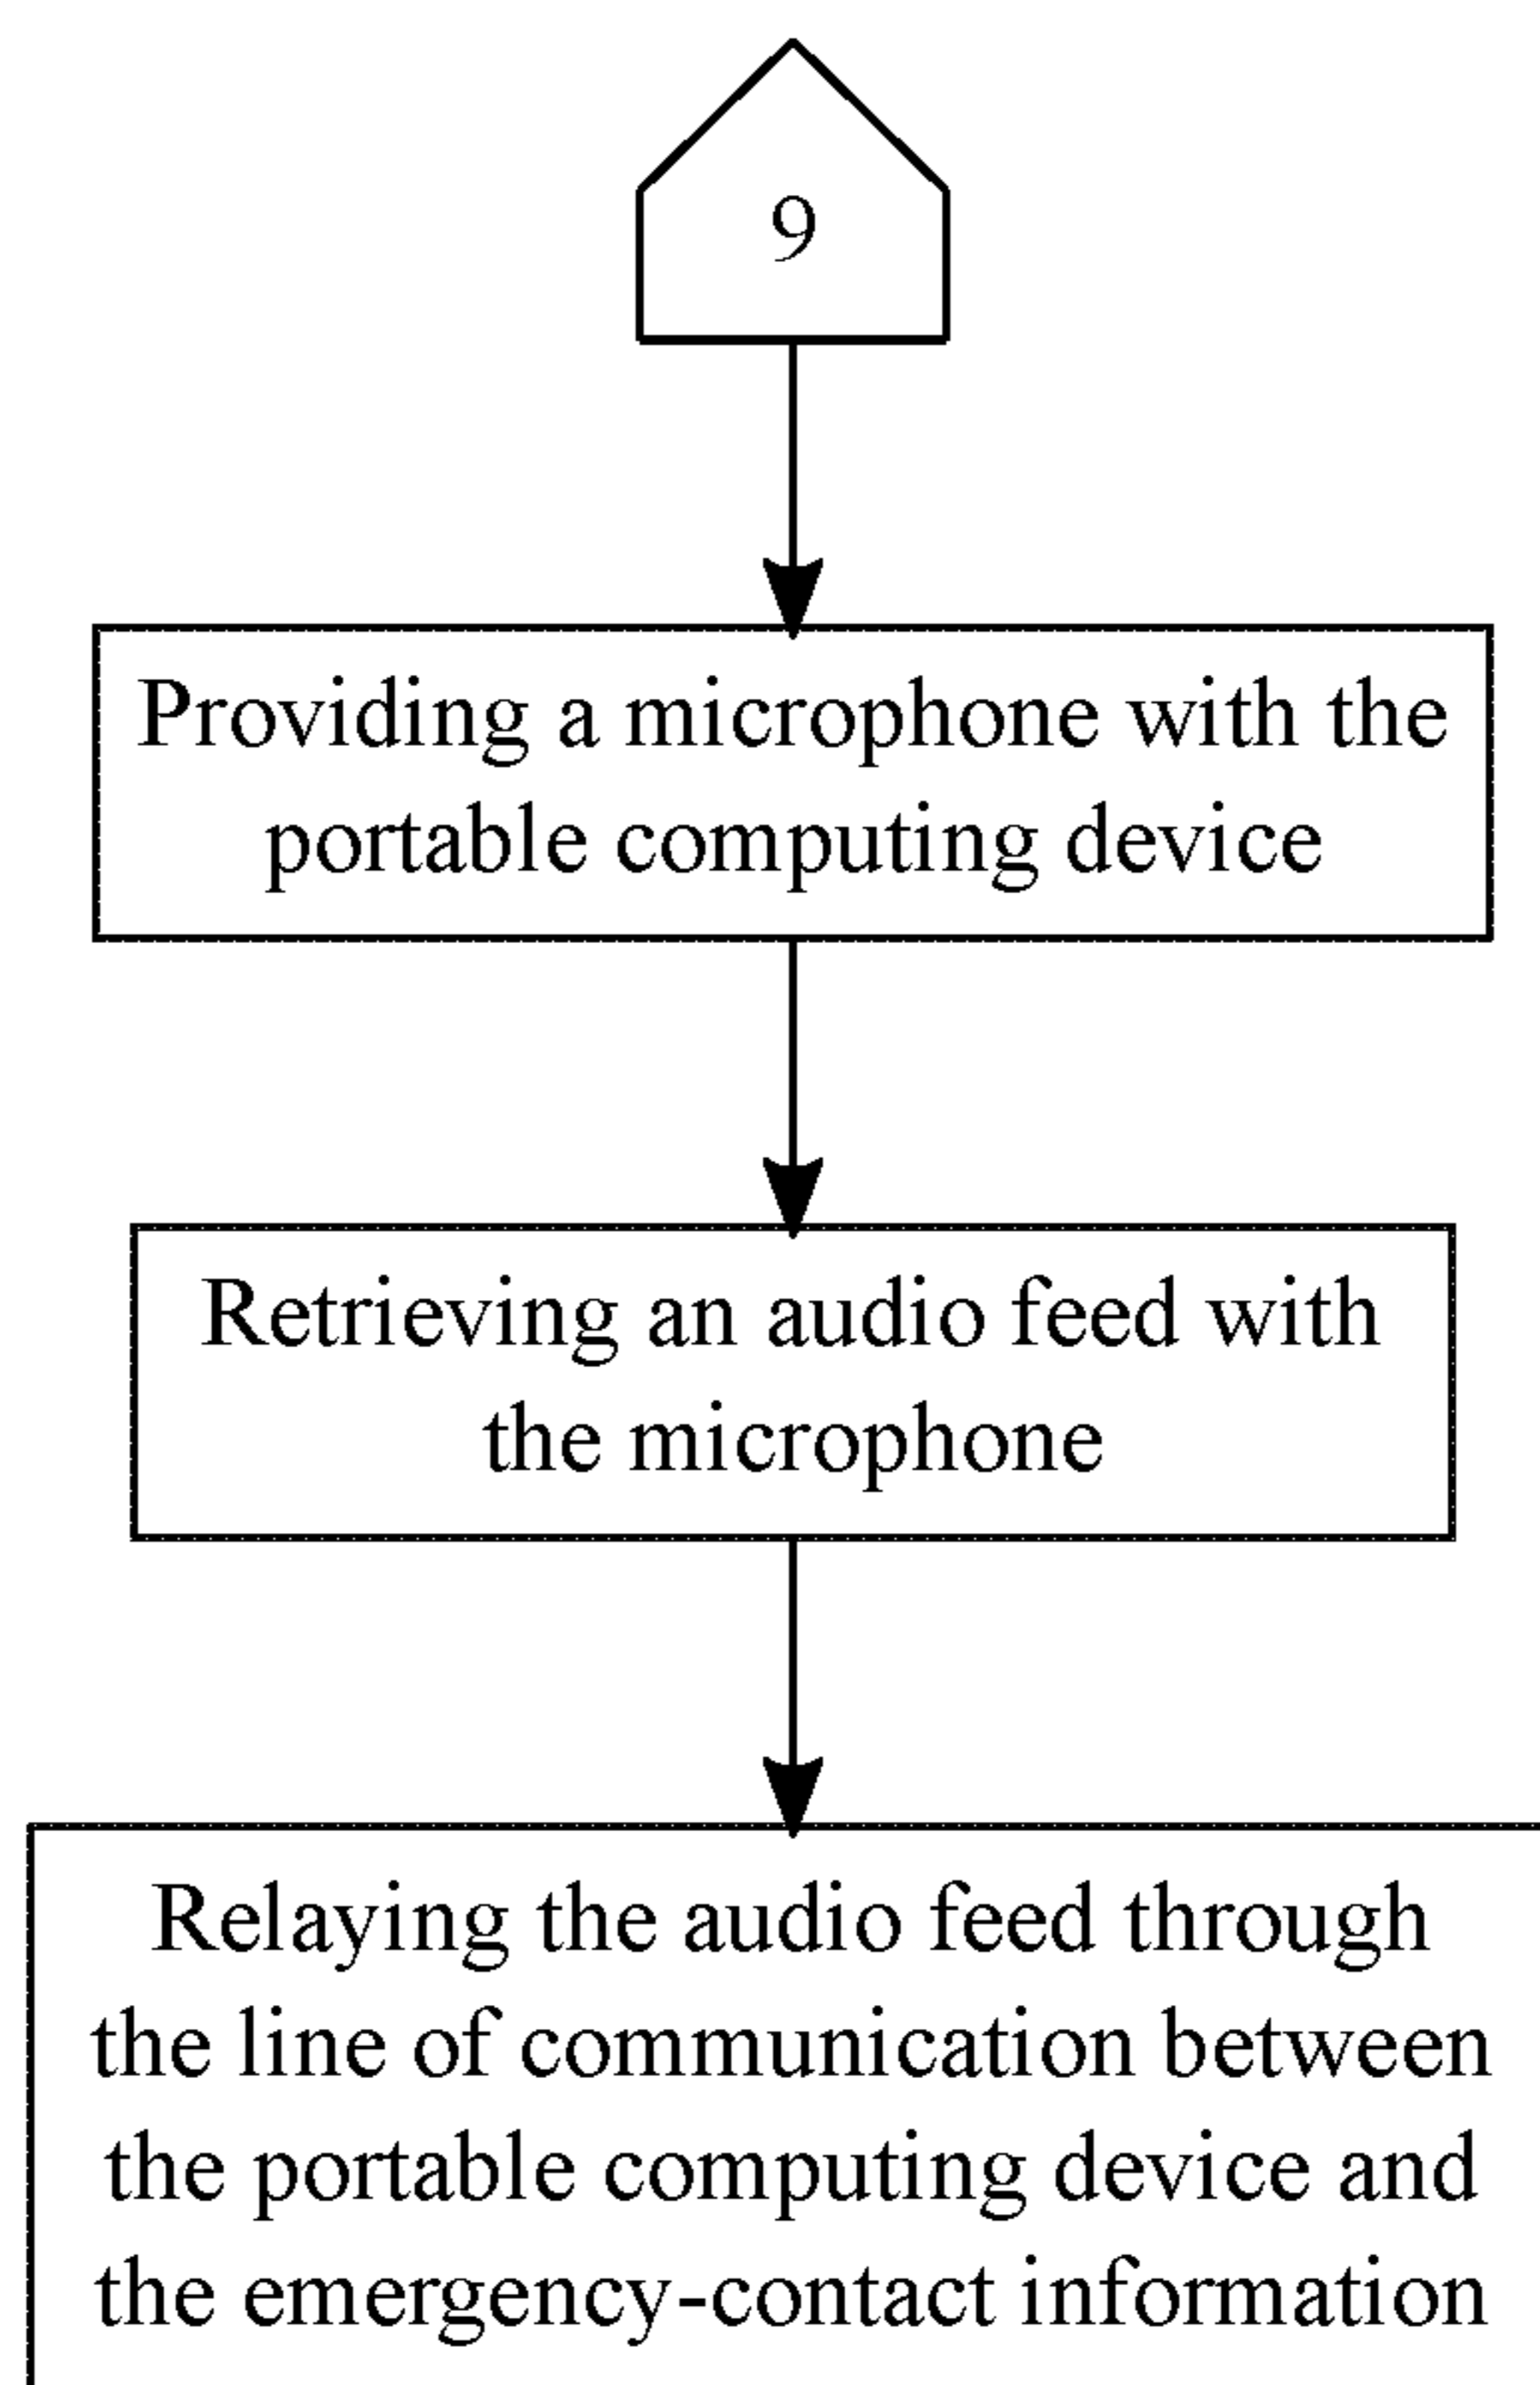 9
Providing a microphone with the
portable computing device
Retrieving an audio feed with
the microphone
Relaying the audio feed through
the line of communication between
the portable computing device and
the emergency-contact information